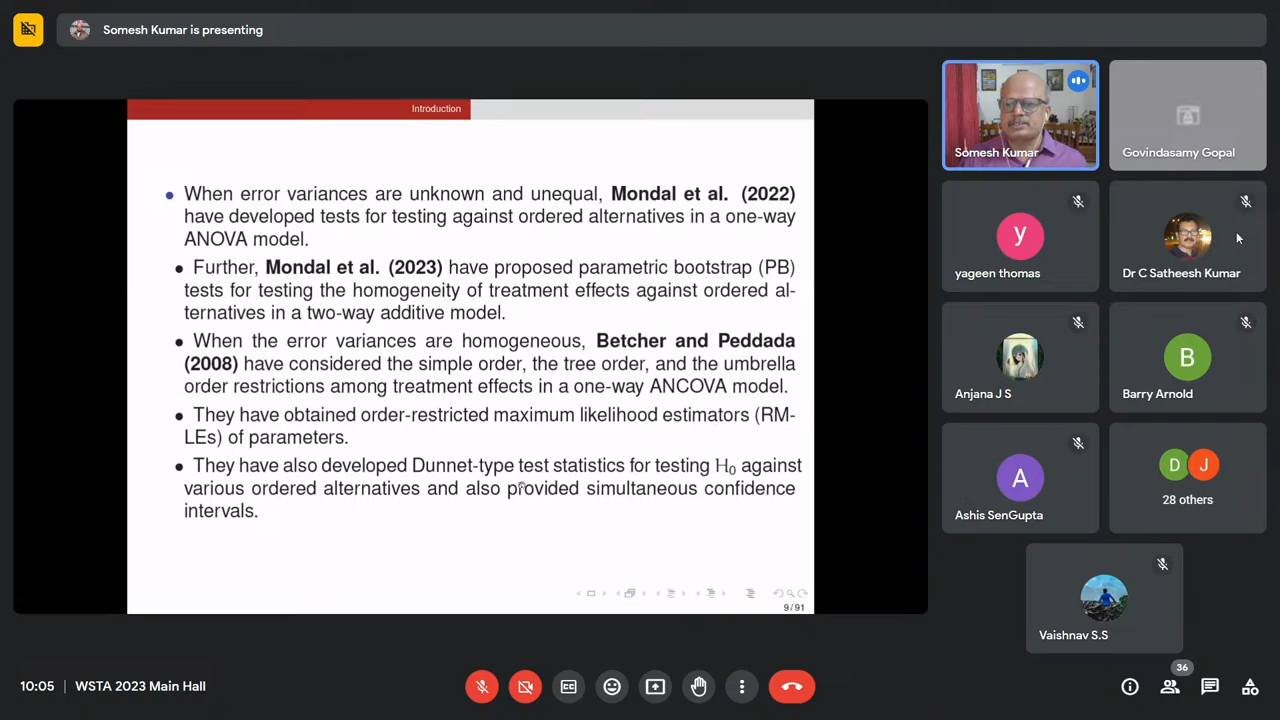 Somesh Kumar is presenting
Introduction
When error variances are unknown and unequal, Mondal et al. (2022)
have developed tests for testing against ordered alternatives in a one-way
ANOVA model.
Further, Mondal et al. (2023) have proposed parametric bootstrap (PB)
tests for testing the homogeneity of treatment effects against ordered al-
ternatives in a two-way additive model.
When the error variances are homogeneous, Betcher and Peddada
(2008) have considered the simple order, the tree order, and the umbrella
order restrictions among treatment effects in a one-way ANCOVA model.
They have obtained order-restricted maximum likelihood estimators (RM-
LEs) of parameters.
They have also developed Dunnet-type test statistics for testing H₀ against
various ordered alternatives and also provided simultaneous confidence
intervals.
9/91
Somesh Kumar
Govindasamy Gopal
y
yageen thomas
Dr C Satheesh Kumar
Anjana J S
B
Barry Arnold
A
Ashis SenGupta
D J
28 others
Vaishnav S.S
10:05 | WSTA 2023 Main Hall
36